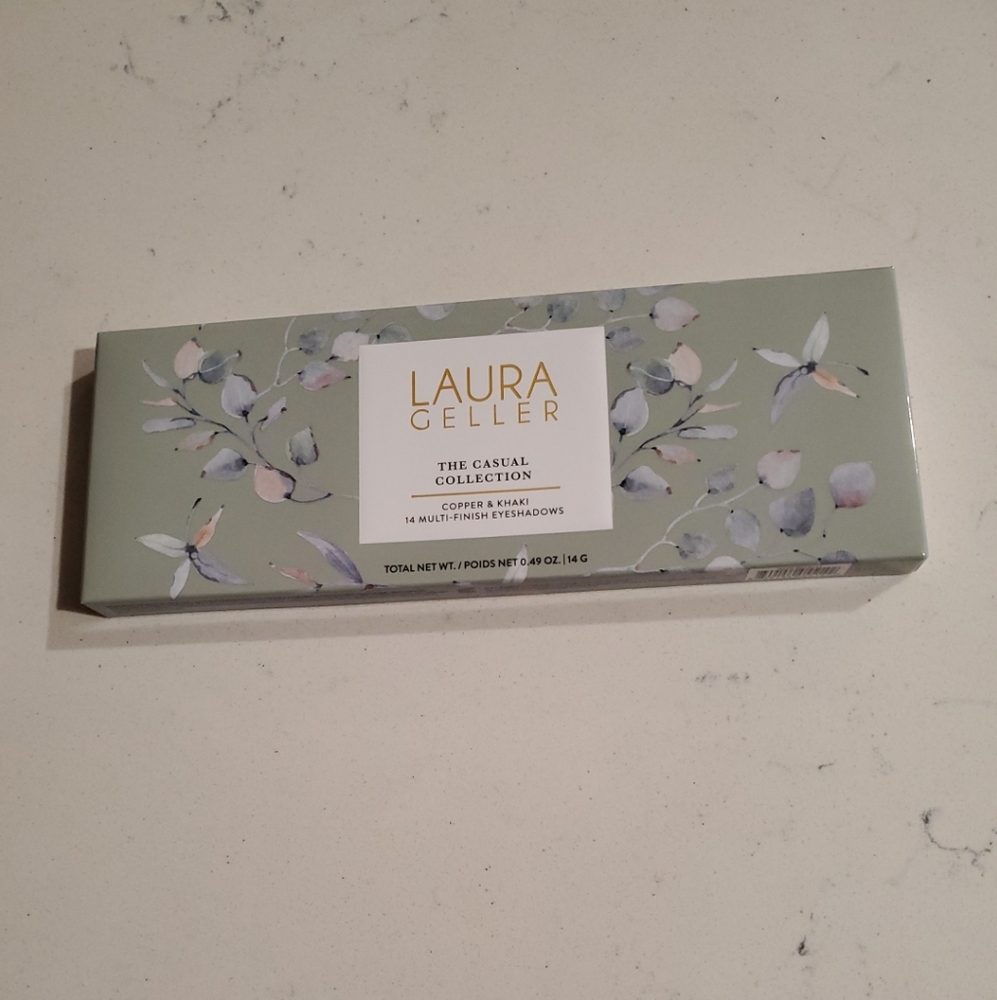 LAURA
GELLER
THE CASUAL
COLLECTION
COPPER & KHAKI
14 MULTI-FINISH EYESHADOWS
TOTAL NET WT. / POIDS NET 0.49 OZ. | 14 G